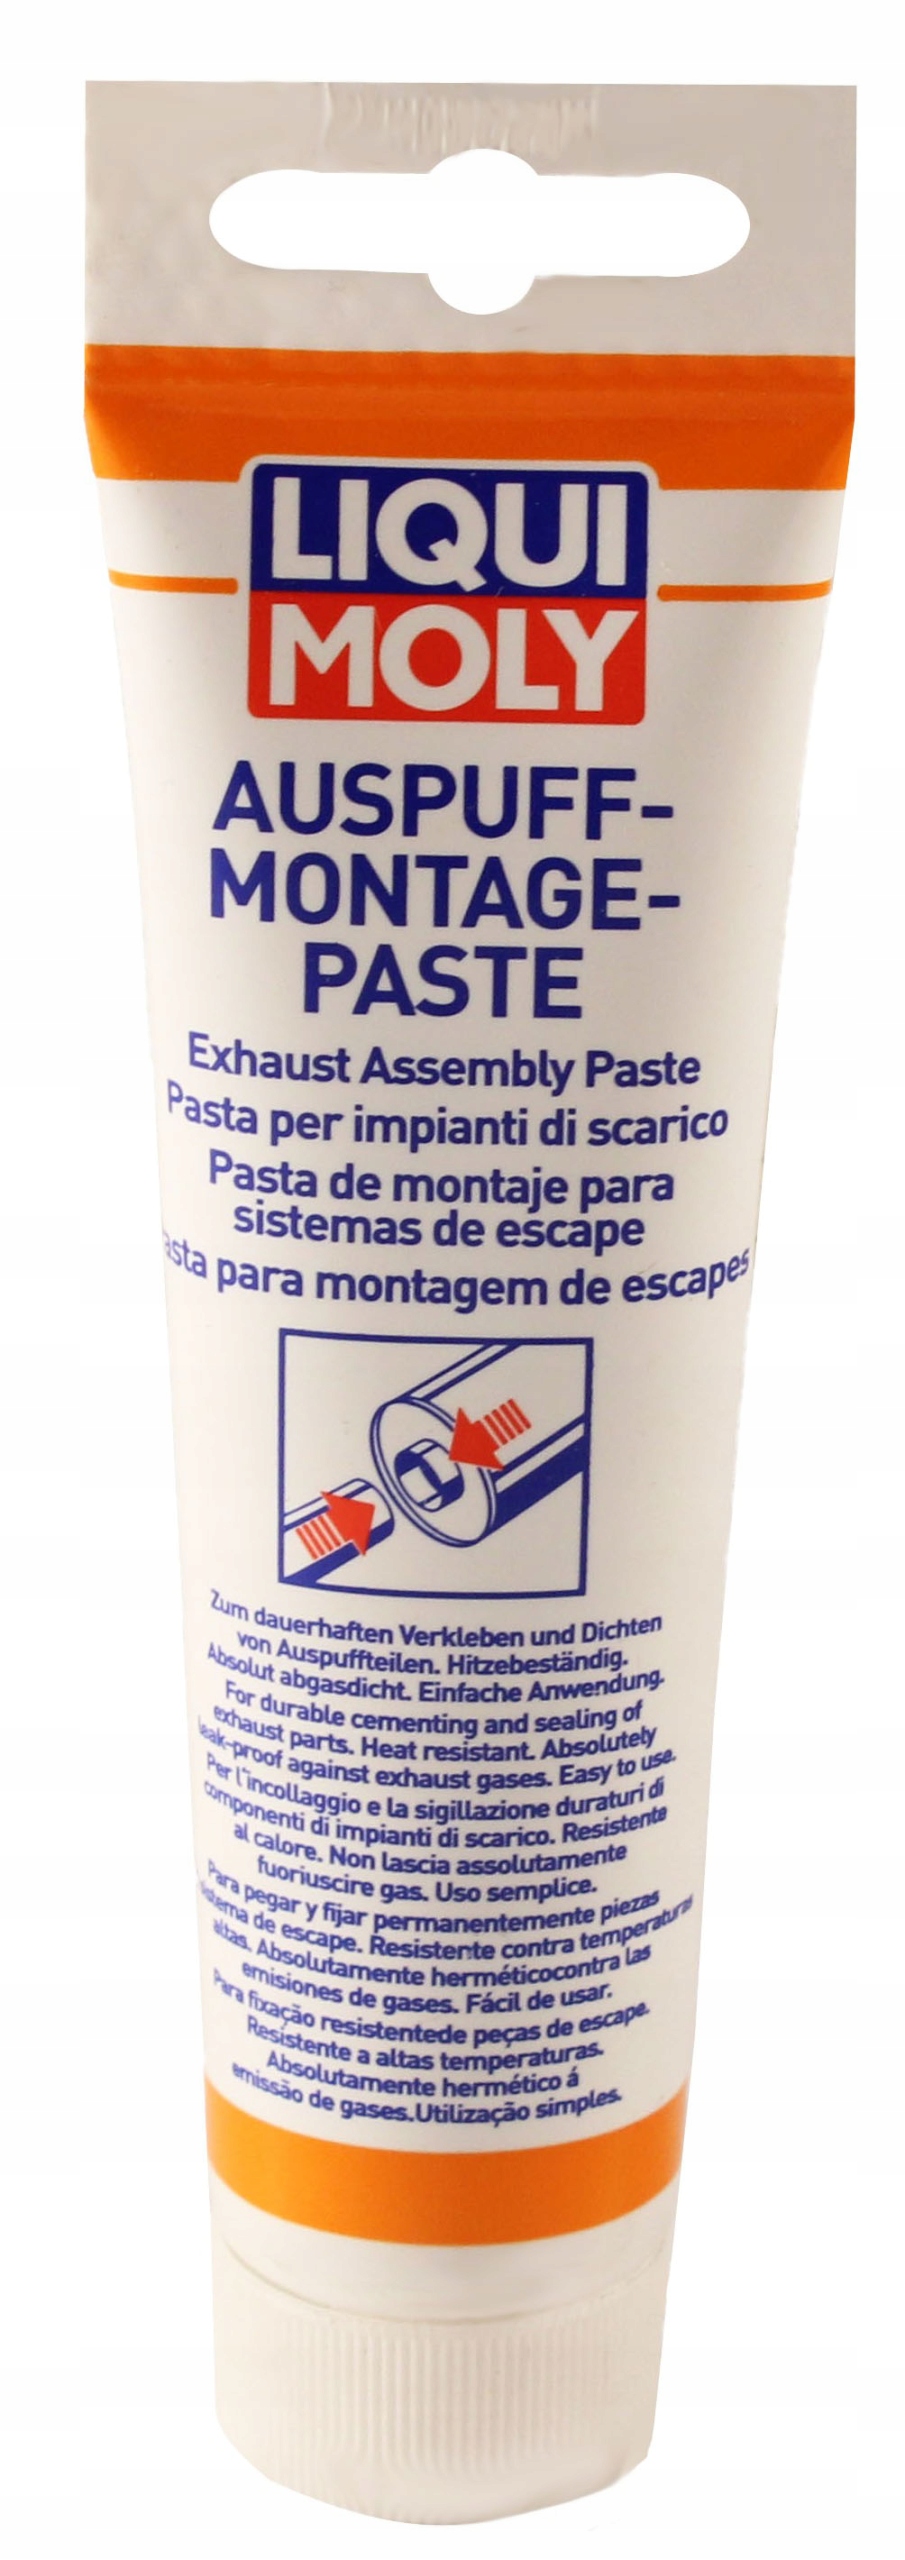 LIQUI
MOLY
AUSPUFF-
MONTAGE-
PASTE
Exhaust Assembly Paste
Pasta per impianti di scarico
Pasta de montaje para
sistemas de escape
para montagem de escapes
Zum dauerhaften Verkleben und Dichten
von Auspuffteilen. Hitzebeständig.
Absolut abgasdicht. Einfache Anwendung.
For durable cementing and sealing of
exhaust parts. Heat resistant. Absolutely
leak-proof against exhaust gases. Easy to use.
Per l'incollaggio e la sigillazione duraturi di
componenti di impianti di scarico. Resistente
al calore. Non lascia assolutamente
fuoriuscire gas. Uso semplice.
Para pegar y fijar permanentemente piezas
sistema de escape. Resistente contra temperaturas
altas. Absolutamente herméticocontra las
emisiones de gases. Fácil de usar.
Para fixação resistentede peças de escape.
Resistente a altas temperaturas.
Absolutamente hermético á
emissão de gases.Utilização simples.